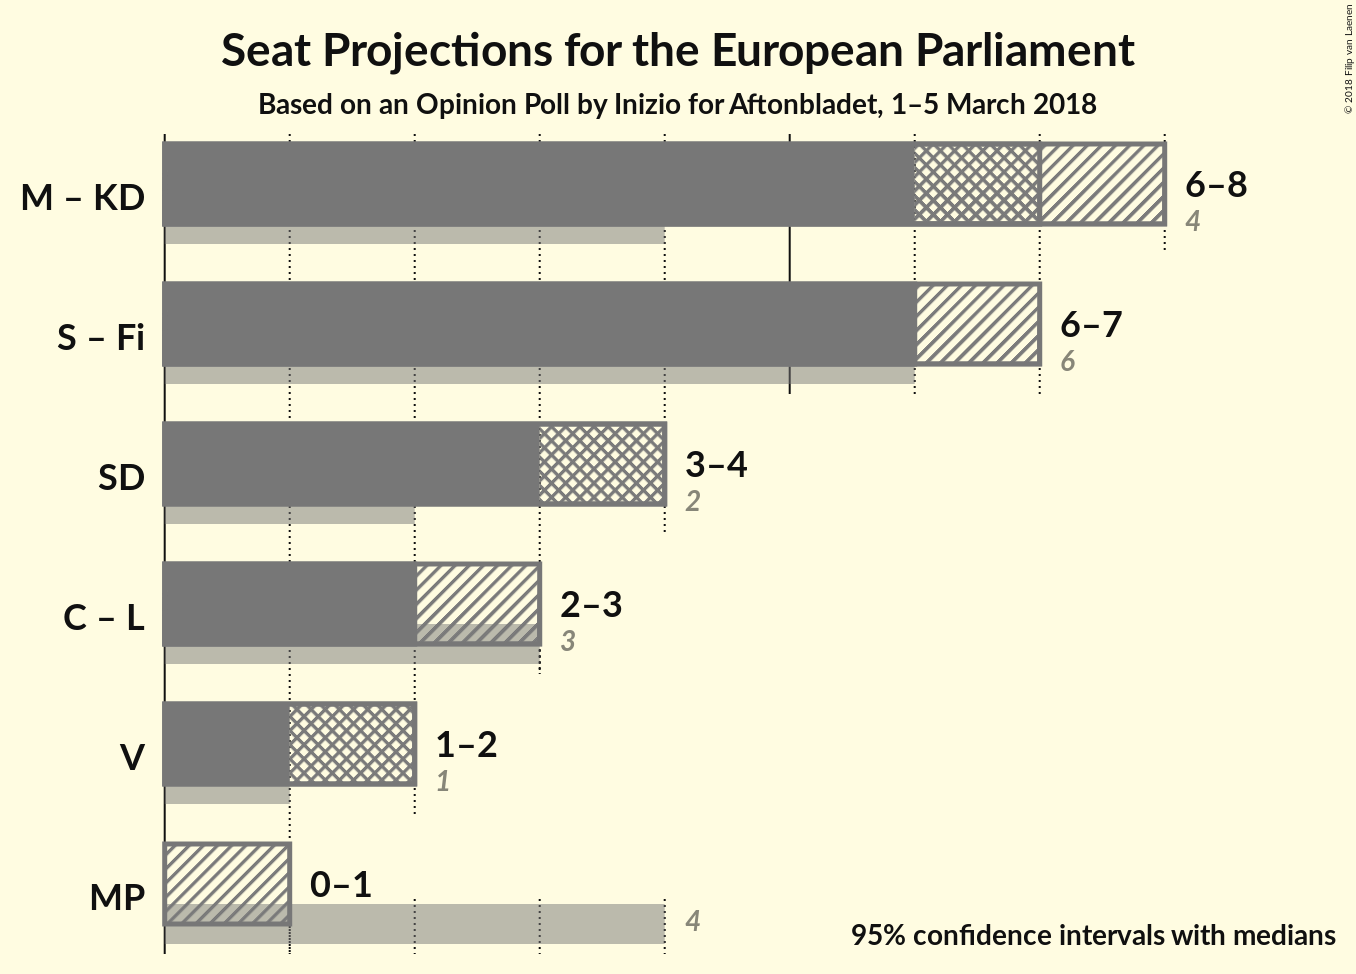 Seat Projections for the European Parliament
Based on an Opinion Poll by Inizio for Aftonbladet, 1–5 March 2018
© 2018 Filip van Laenen
M – KD
6–8
4
S – Fi
6–7
6
SD
3–4
2
C – L
2–3
3
V
1–2
1
MP
0–1
4
95% confidence intervals with medians